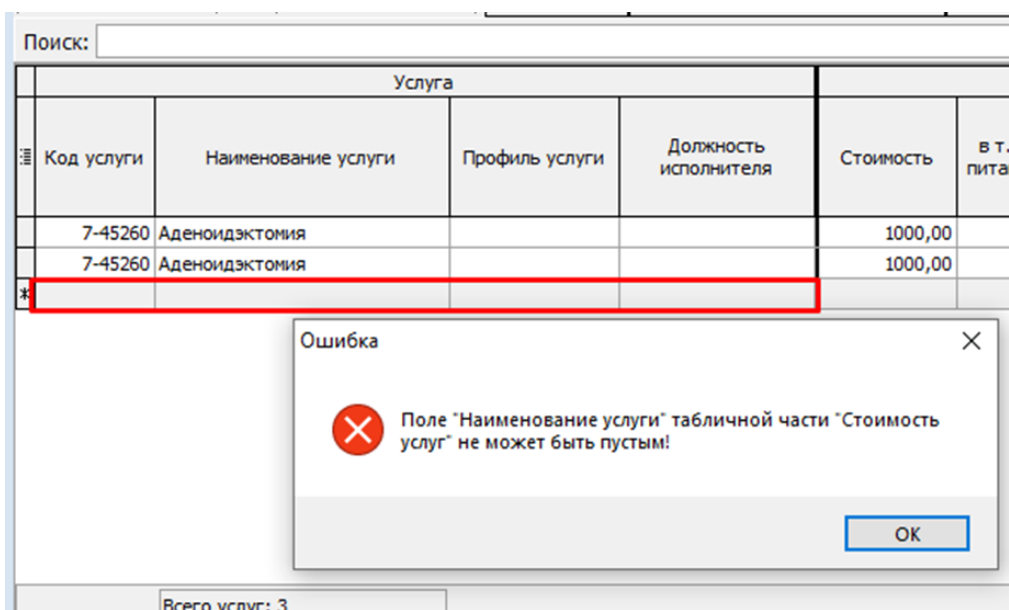 Поиск:
Услуга
Код услуги
Наименование услуги
Профиль услуги
Должность
исполнителя
Стоимость
в т.
пита
7-45260 Аденоидэктомия 1000,00
7-45260 Аденоидэктомия 1000,00
*
Ошибка
Поле "Наименование услуги" табличной части "Стоимость
услуг" не может быть пустым!
OK
Всего услуг: 3